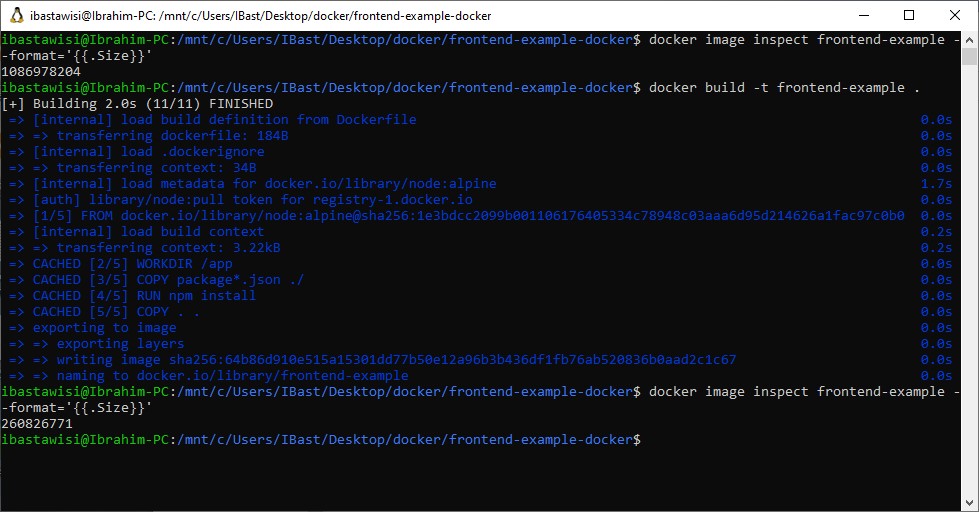 ibastawisi@Ibrahim-PC: /mnt/c/Users/IBast/Desktop/docker/frontend-example-docker
ibastawisi@Ibrahim-PC:/mnt/c/Users/IBast/Desktop/docker/frontend-example-docker$ docker image inspect frontend-example -
-format='{{.Size}}'
1086978204
ibastawisi@Ibrahim-PC:/mnt/c/Users/IBast/Desktop/docker/frontend-example-docker$ docker build -t frontend-example .
[+] Building 2.0s (11/11) FINISHED
=> [internal] load build definition from Dockerfile 0.0s
=> => transferring dockerfile: 184B 0.0s
=> [internal] load .dockerignore 0.0s
=> => transferring context: 34B 0.0s
=> [internal] load metadata for docker.io/library/node:alpine 1.7s
=> [auth] library/node:pull token for registry-1.docker.io 0.0s
=> [1/5] FROM docker.io/library/node:alpine@sha256:1e3bdcc2099b001106176405334c78948c03aaa6d95d214626a1fac97c0b0 0.0s
=> [internal] load build context 0.2s
=> => transferring context: 3.22kB 0.2s
=> CACHED [2/5] WORKDIR /app 0.0s
=> CACHED [3/5] COPY package*.json ./ 0.0s
=> CACHED [4/5] RUN npm install 0.0s
=> CACHED [5/5] COPY . . 0.0s
=> exporting to image 0.0s
=> => exporting layers 0.0s
=> => writing image sha256:64b86d910e515a15301dd77b50e12a96b3b436df1fb76ab520836b0aad2c1c67 0.0s
=> => naming to docker.io/library/frontend-example 0.0s
ibastawisi@Ibrahim-PC:/mnt/c/Users/IBast/Desktop/docker/frontend-example-docker$ docker image inspect frontend-example -
-format='{{.Size}}'
260826771
ibastawisi@Ibrahim-PC:/mnt/c/Users/IBast/Desktop/docker/frontend-example-docker$